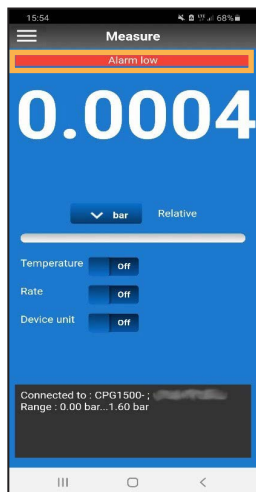 15:54 68%
Measure
Alarm low
0.0004
bar Relative
Temperature Off
Rate Off
Device unit Off
Connected to : CPG1500- ;
Range : 0.00 bar...1.60 bar